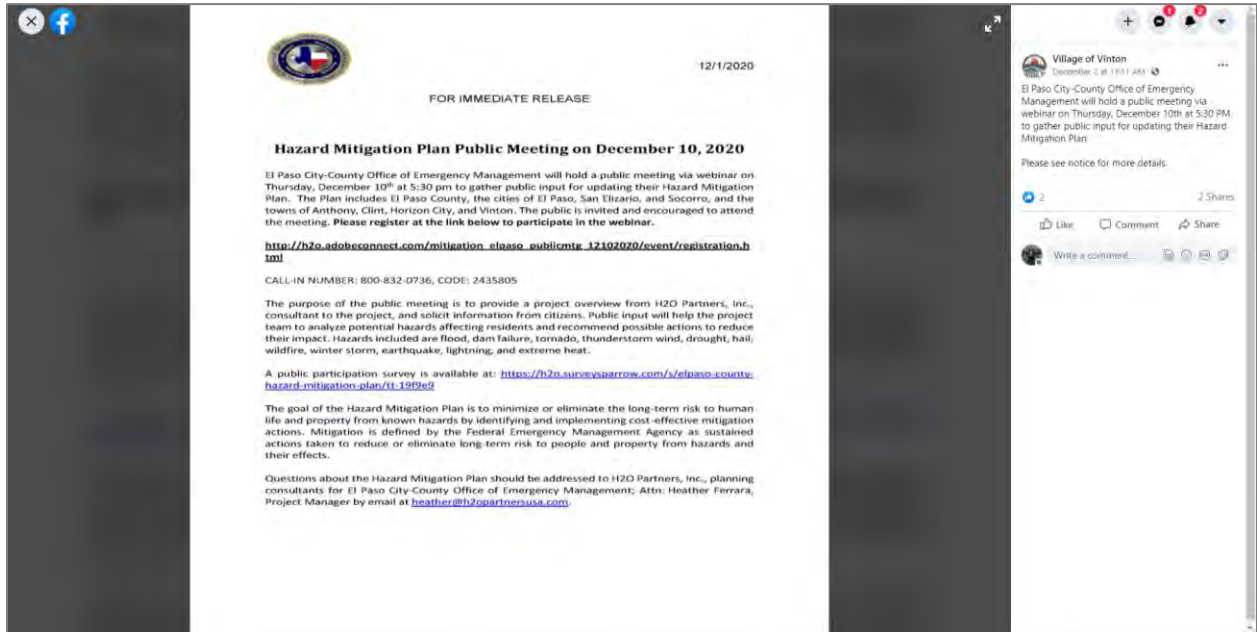 12/1/2020
FOR IMMEDIATE RELEASE
Hazard Mitigation Plan Public Meeting on December 10, 2020
El Paso City-County Office of Emergency Management will hold a public meeting via webinar on
Thursday, December 10th at 5:30 pm to gather public input for updating their Hazard Mitigation
Plan. The Plan includes El Paso County, the cities of El Paso, San Elizario, and Socorro, and the
towns of Anthony, Clint, Horizon City, and Vinton. The public is invited and encouraged to attend
the meeting. Please register at the link below to participate in the webinar.
http://h2o.adobeconnect.com/mitigation_elpaso_publicmtg_12102020/event/registration.h
tml
CALL-IN NUMBER: 800-832-0736, CODE: 2435805
The purpose of the public meeting is to provide a project overview from H2O Partners, Inc.,
consultant to the project, and solicit information from citizens. Public input will help the project
team to analyze potential hazards affecting residents and recommend possible actions to reduce
their impact. Hazards included are flood, dam failure, tornado, thunderstorm wind, drought, hail,
wildfire, winter storm, earthquake, lightning, and extreme heat.
A public participation survey is available at: https://h2o.surveysparrow.com/s/elpaso-county-
hazard-mitigation-plan/tt-19f9e9
The goal of the Hazard Mitigation Plan is to minimize or eliminate the long-term risk to human
life and property from known hazards by identifying and implementing cost-effective mitigation
actions. Mitigation is defined by the Federal Emergency Management Agency as sustained
actions taken to reduce or eliminate long-term risk to people and property from hazards and
their effects.
Questions about the Hazard Mitigation Plan should be addressed to H2O Partners, Inc., planning
consultants for El Paso City-County Office of Emergency Management; Attn: Heather Ferrara,
Project Manager by email at heather@h2opartnersusa.com.
1
2
Village of Vinton
December 2 at AM
El Paso City-County Office of Emergency
Management will hold a public meeting via
webinar on Thursday, December 10th at 5:30 PM
to gather public input for updating their Hazard
Mitigation Plan
Please see notice for more details.
2
2 Shares
Like Comment Share
Write a comment...